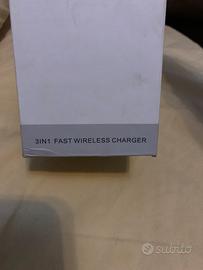 3IN1 FAST WIRELESS CHARGER
subito